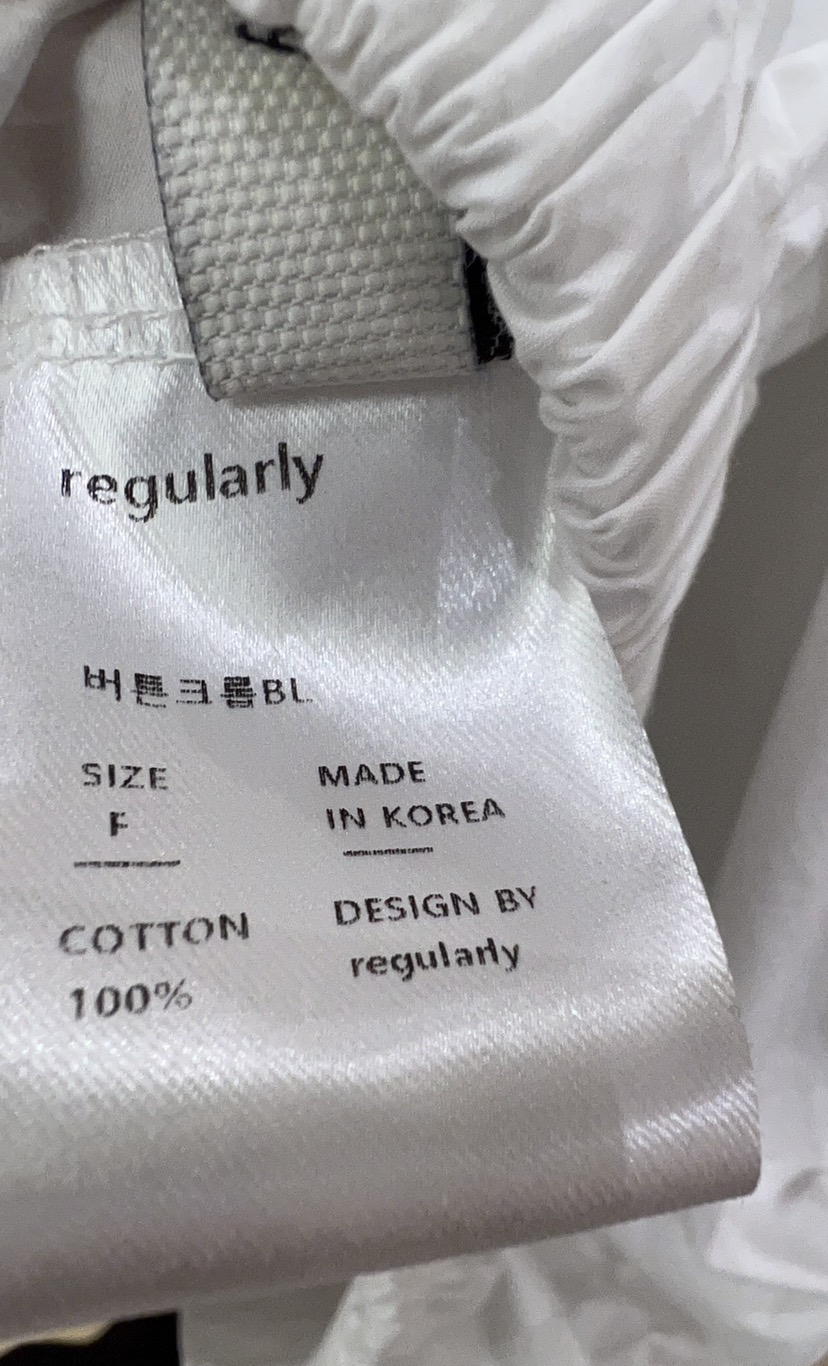 regularly
버튼크롭BL
SIZE
F
MADE
IN KOREA
COTTON
100%
DESIGN BY
regularly